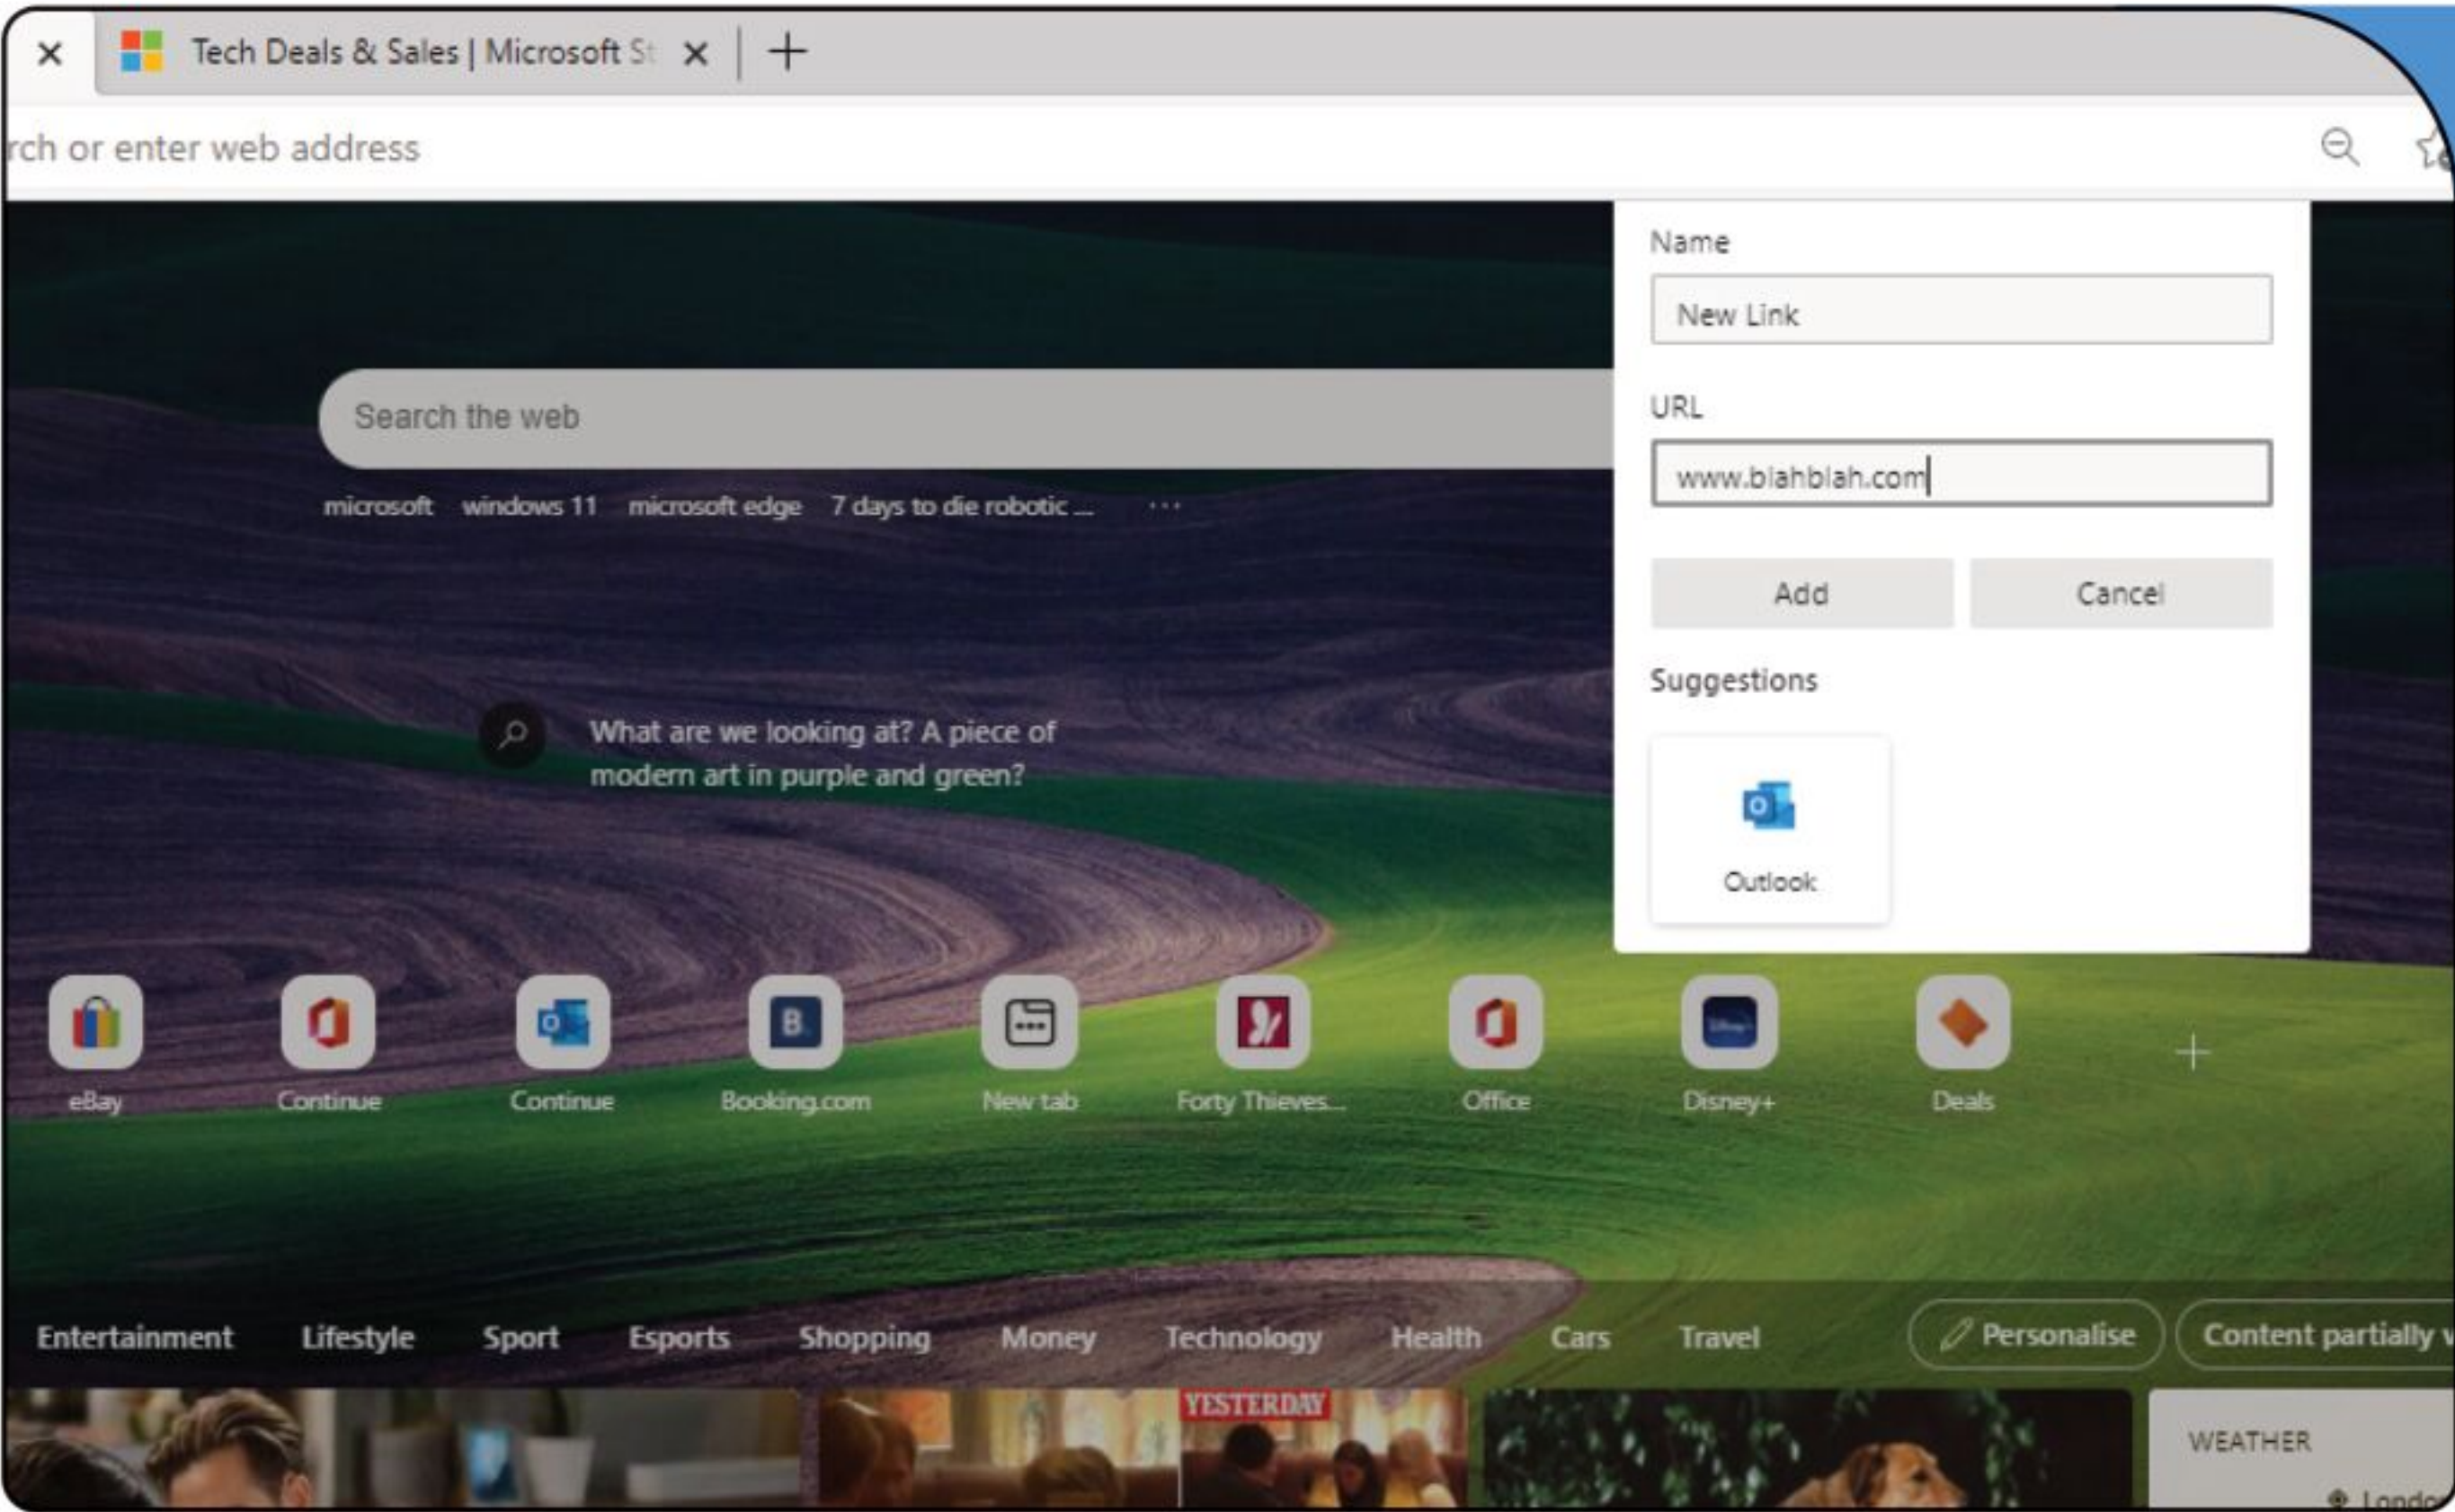 Tech Deals & Sales | Microsoft St
rch or enter web address
Name
New Link
URL
www.blahblah.com
Add
Cancel
Suggestions
Outlook
Search the web
microsoft
windows 11
microsoft edge
7 days to die robotic ...
What are we looking at? A piece of
modern art in purple and green?
eBay
Continue
Continue
B.
Booking.com
New tab
Forty Thieves...
Office
Disney+
Deals
Entertainment
Lifestyle
Sport
Esports
Shopping
Money
Technology
Health
Cars
Travel
Personalise
Content partially v
YESTERDAY
WEATHER
Londo